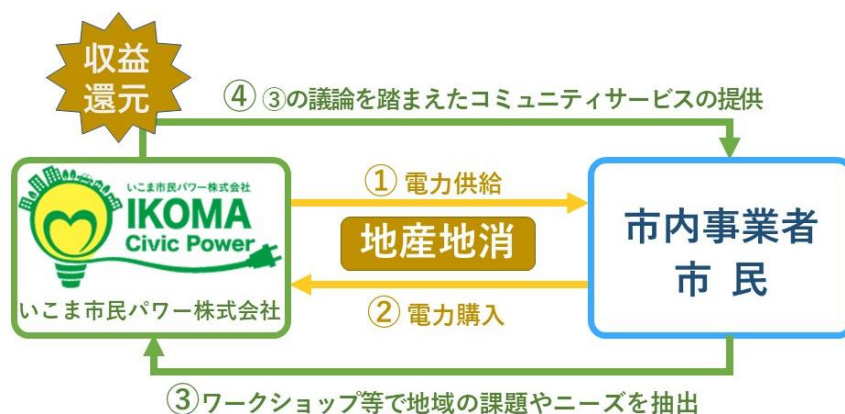 収益
還元
④ ③の議論を踏まえたコミュニティサービスの提供
いこま市民パワー株式会社
IKOMA
Civic Power
いこま市民パワー株式会社
① 電力供給
地産地消
② 電力購入
市内事業者
市民
③ワークショップ等で地域の課題やニーズを抽出